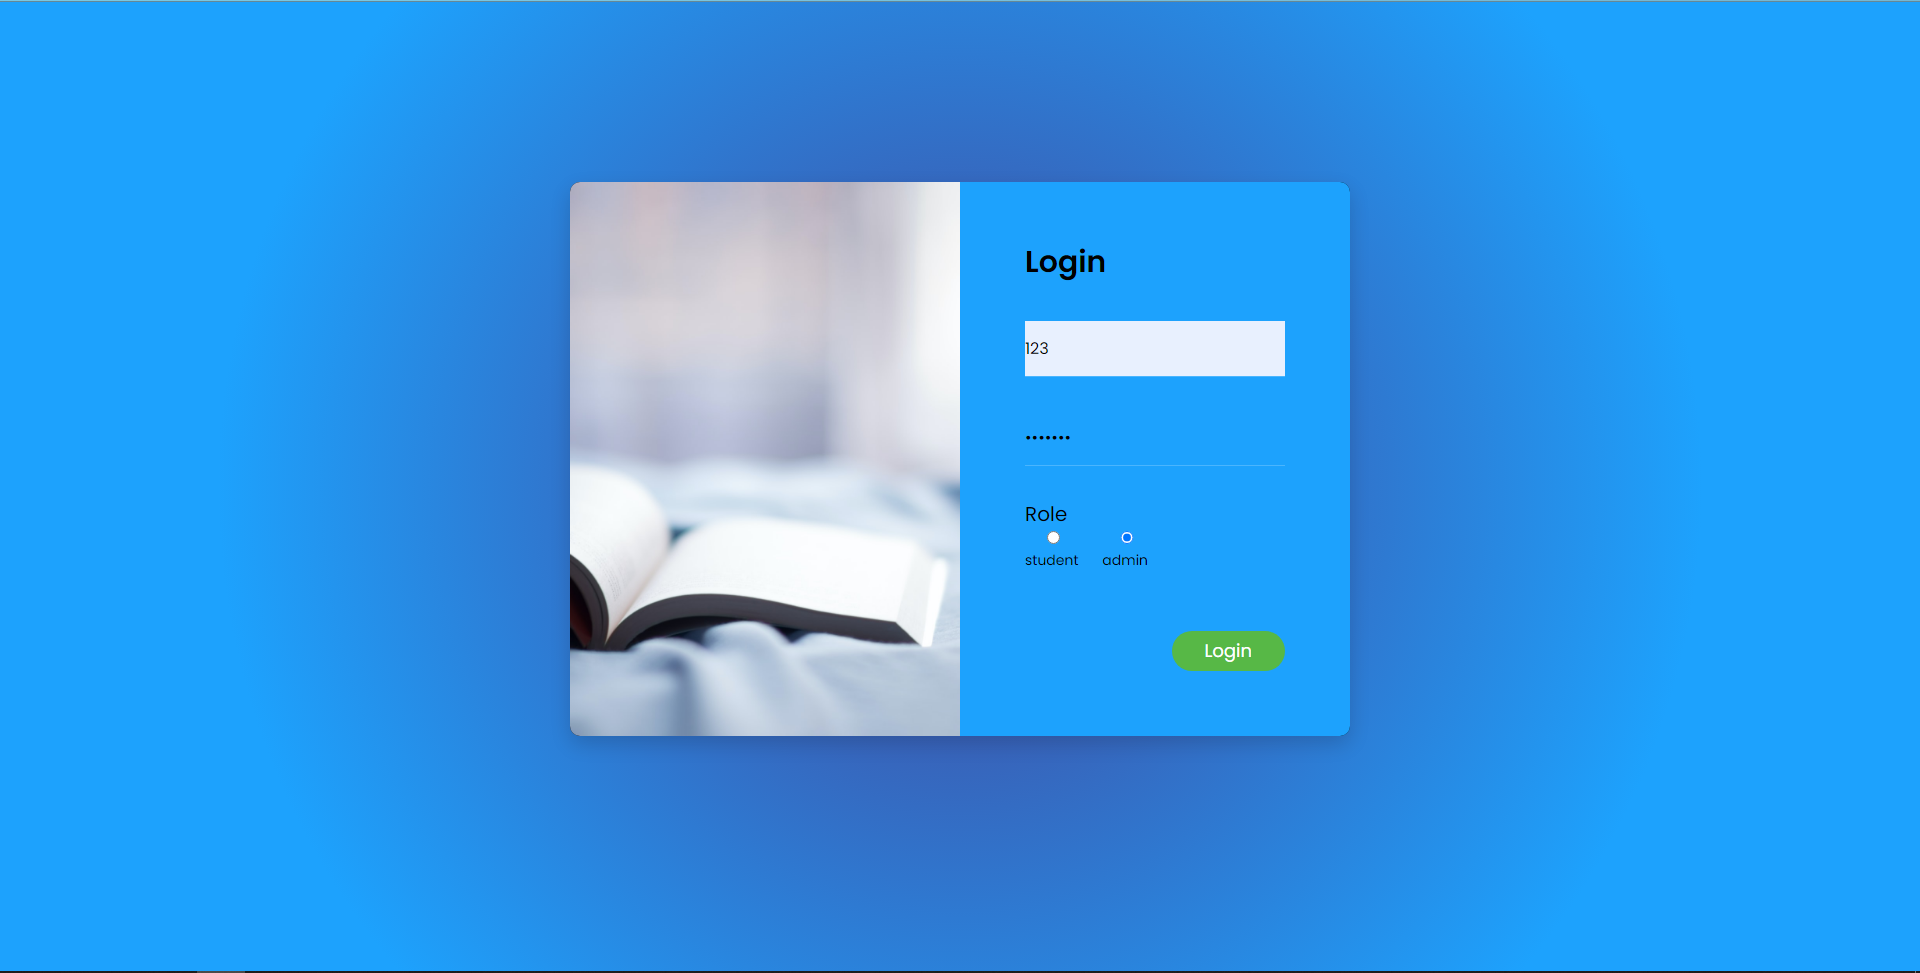 Login
123
•••••••
Role
student admin
Login